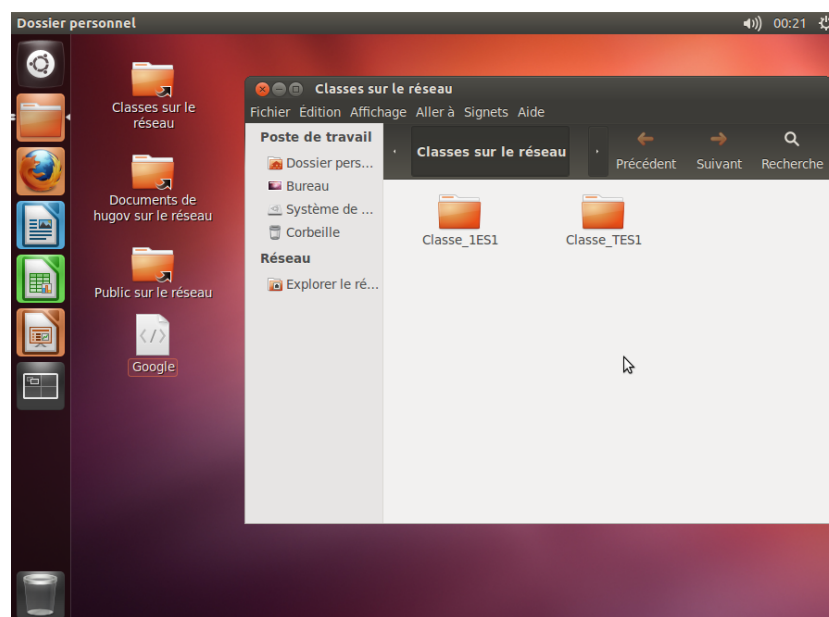 Dossier personnel
00:21
Classes sur le
réseau
Documents de
hugov sur le réseau
Public sur le réseau
Google
Classes sur le réseau
Fichier Édition Affichage Aller à Signets Aide
Poste de travail
Dossier pers...
Bureau
Système de ...
Corbeille
Réseau
Explorer le ré...
Classes sur le réseau
Précédent
Suivant
Recherche
Classe_1ES1
Classe_TES1